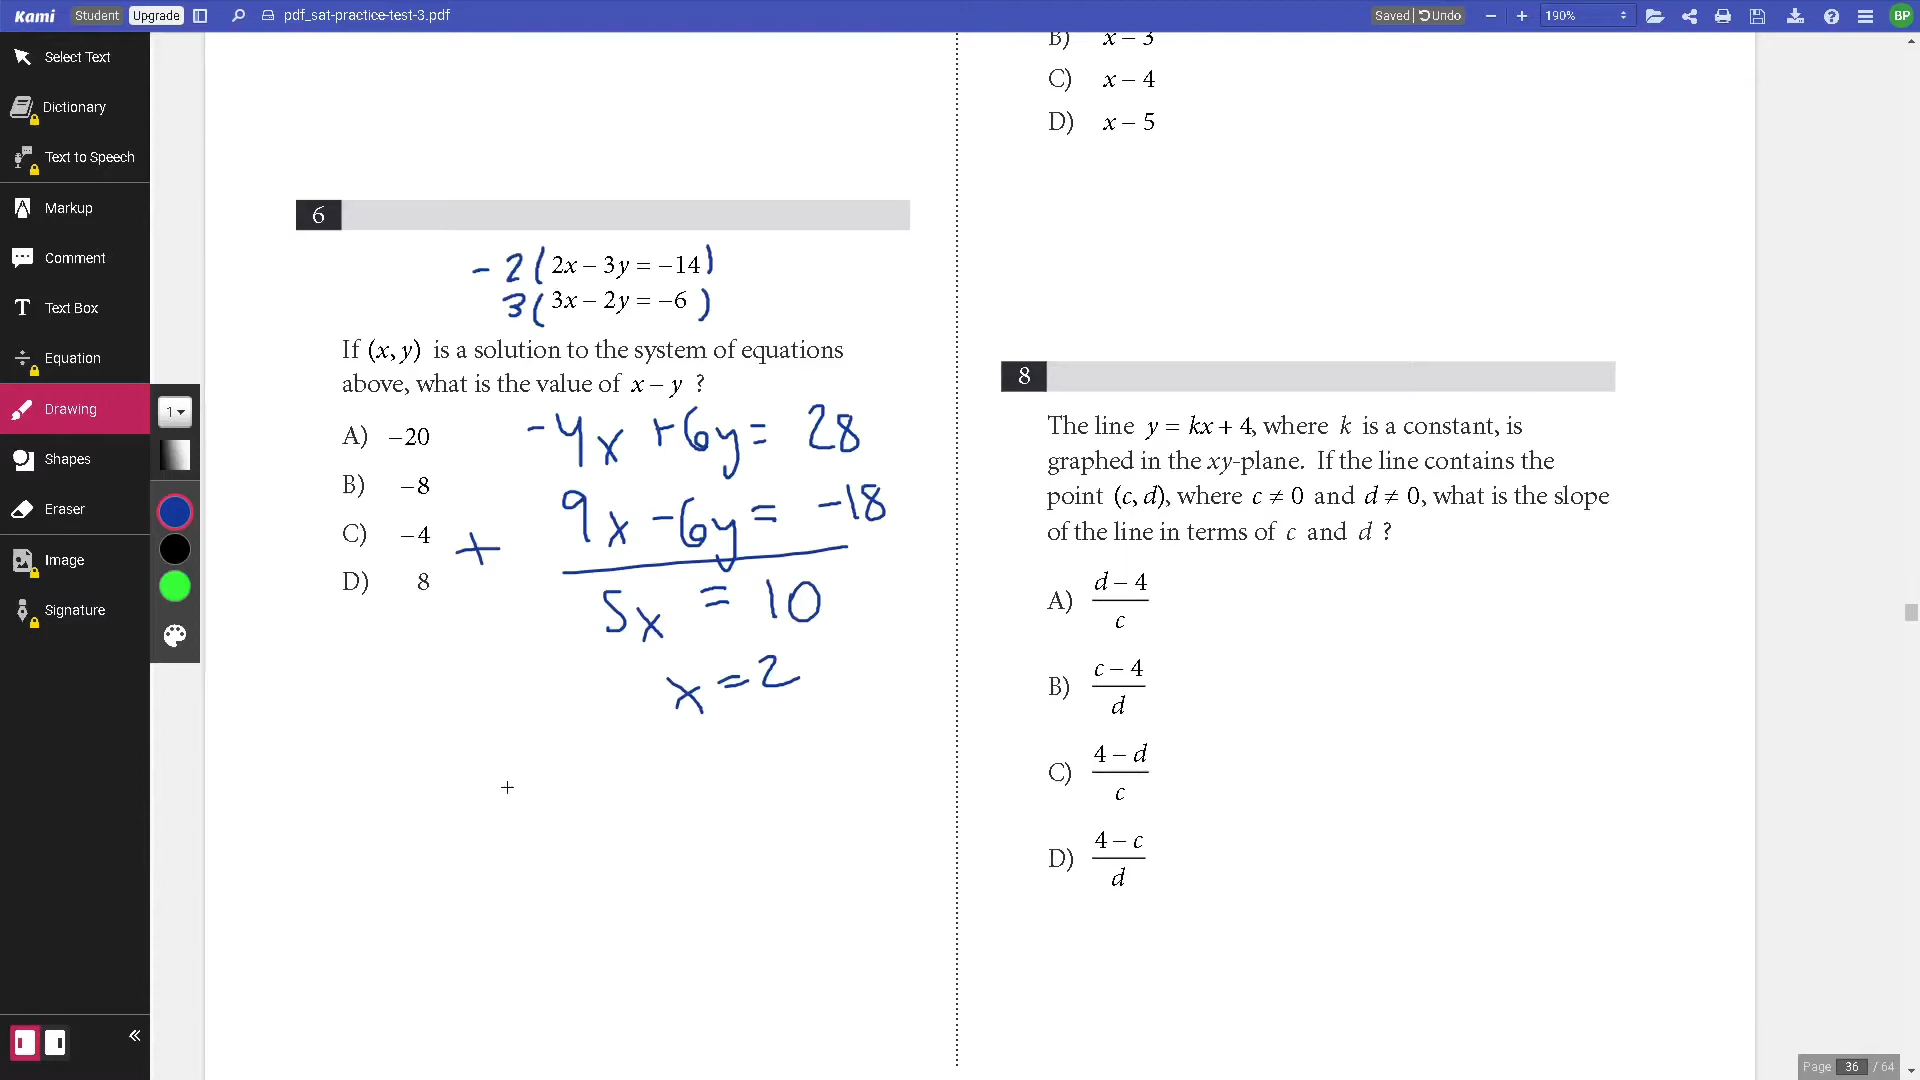 Kami Student Upgrade pdf_sat-practice-test-3.pdf Saved Undo 190% BP
Select Text
Dictionary
Text to Speech
Markup
Comment
Text Box
Equation
Drawing
Shapes
Eraser
Image
Signature
1
6
-2(2x – 3y = –14)
3(3x – 2y = –6)
If (x, y) is a solution to the system of equations
above, what is the value of x – y ?
A) –20
B) –8
C) –4
D) 8
-4x + 6y = 28
+ 9x - 6y = -18
5x = 10
x = 2
B) x – 3
C) x – 4
D) x – 5
8
The line y = kx + 4, where k is a constant, is
graphed in the xy-plane. If the line contains the
point (c, d), where c ≠ 0 and d ≠ 0, what is the slope
of the line in terms of c and d ?
A) d – 4
c
B) c – 4
d
C) 4 – d
c
D) 4 – c
d
Page 36 / 64